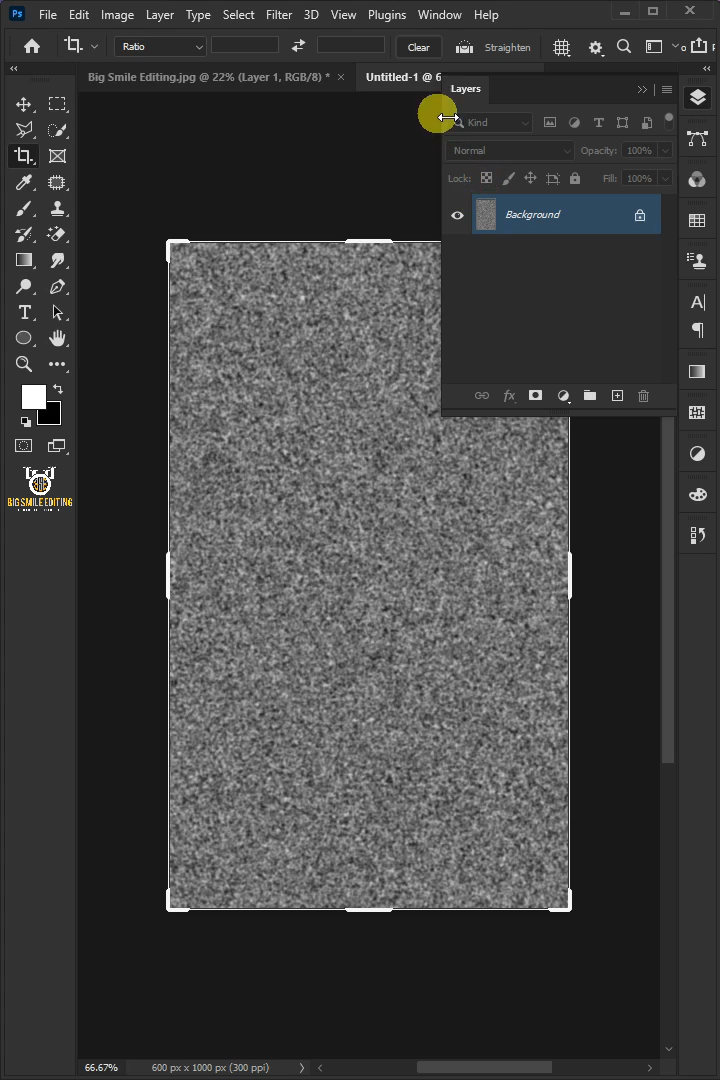 Ps File Edit Image Layer Type Select Filter 3D View Plugins Window Help
Ratio Clear Straighten
Big Smile Editing.jpg @ 22% (Layer 1, RGB/8) * × Untitled-1 @ 6
Layers
Kind
Normal Opacity: 100%
Lock: Fill: 100%
Background
fx
BIG SMILE EDITING
66.67% 600 px x 1000 px (300 ppi)